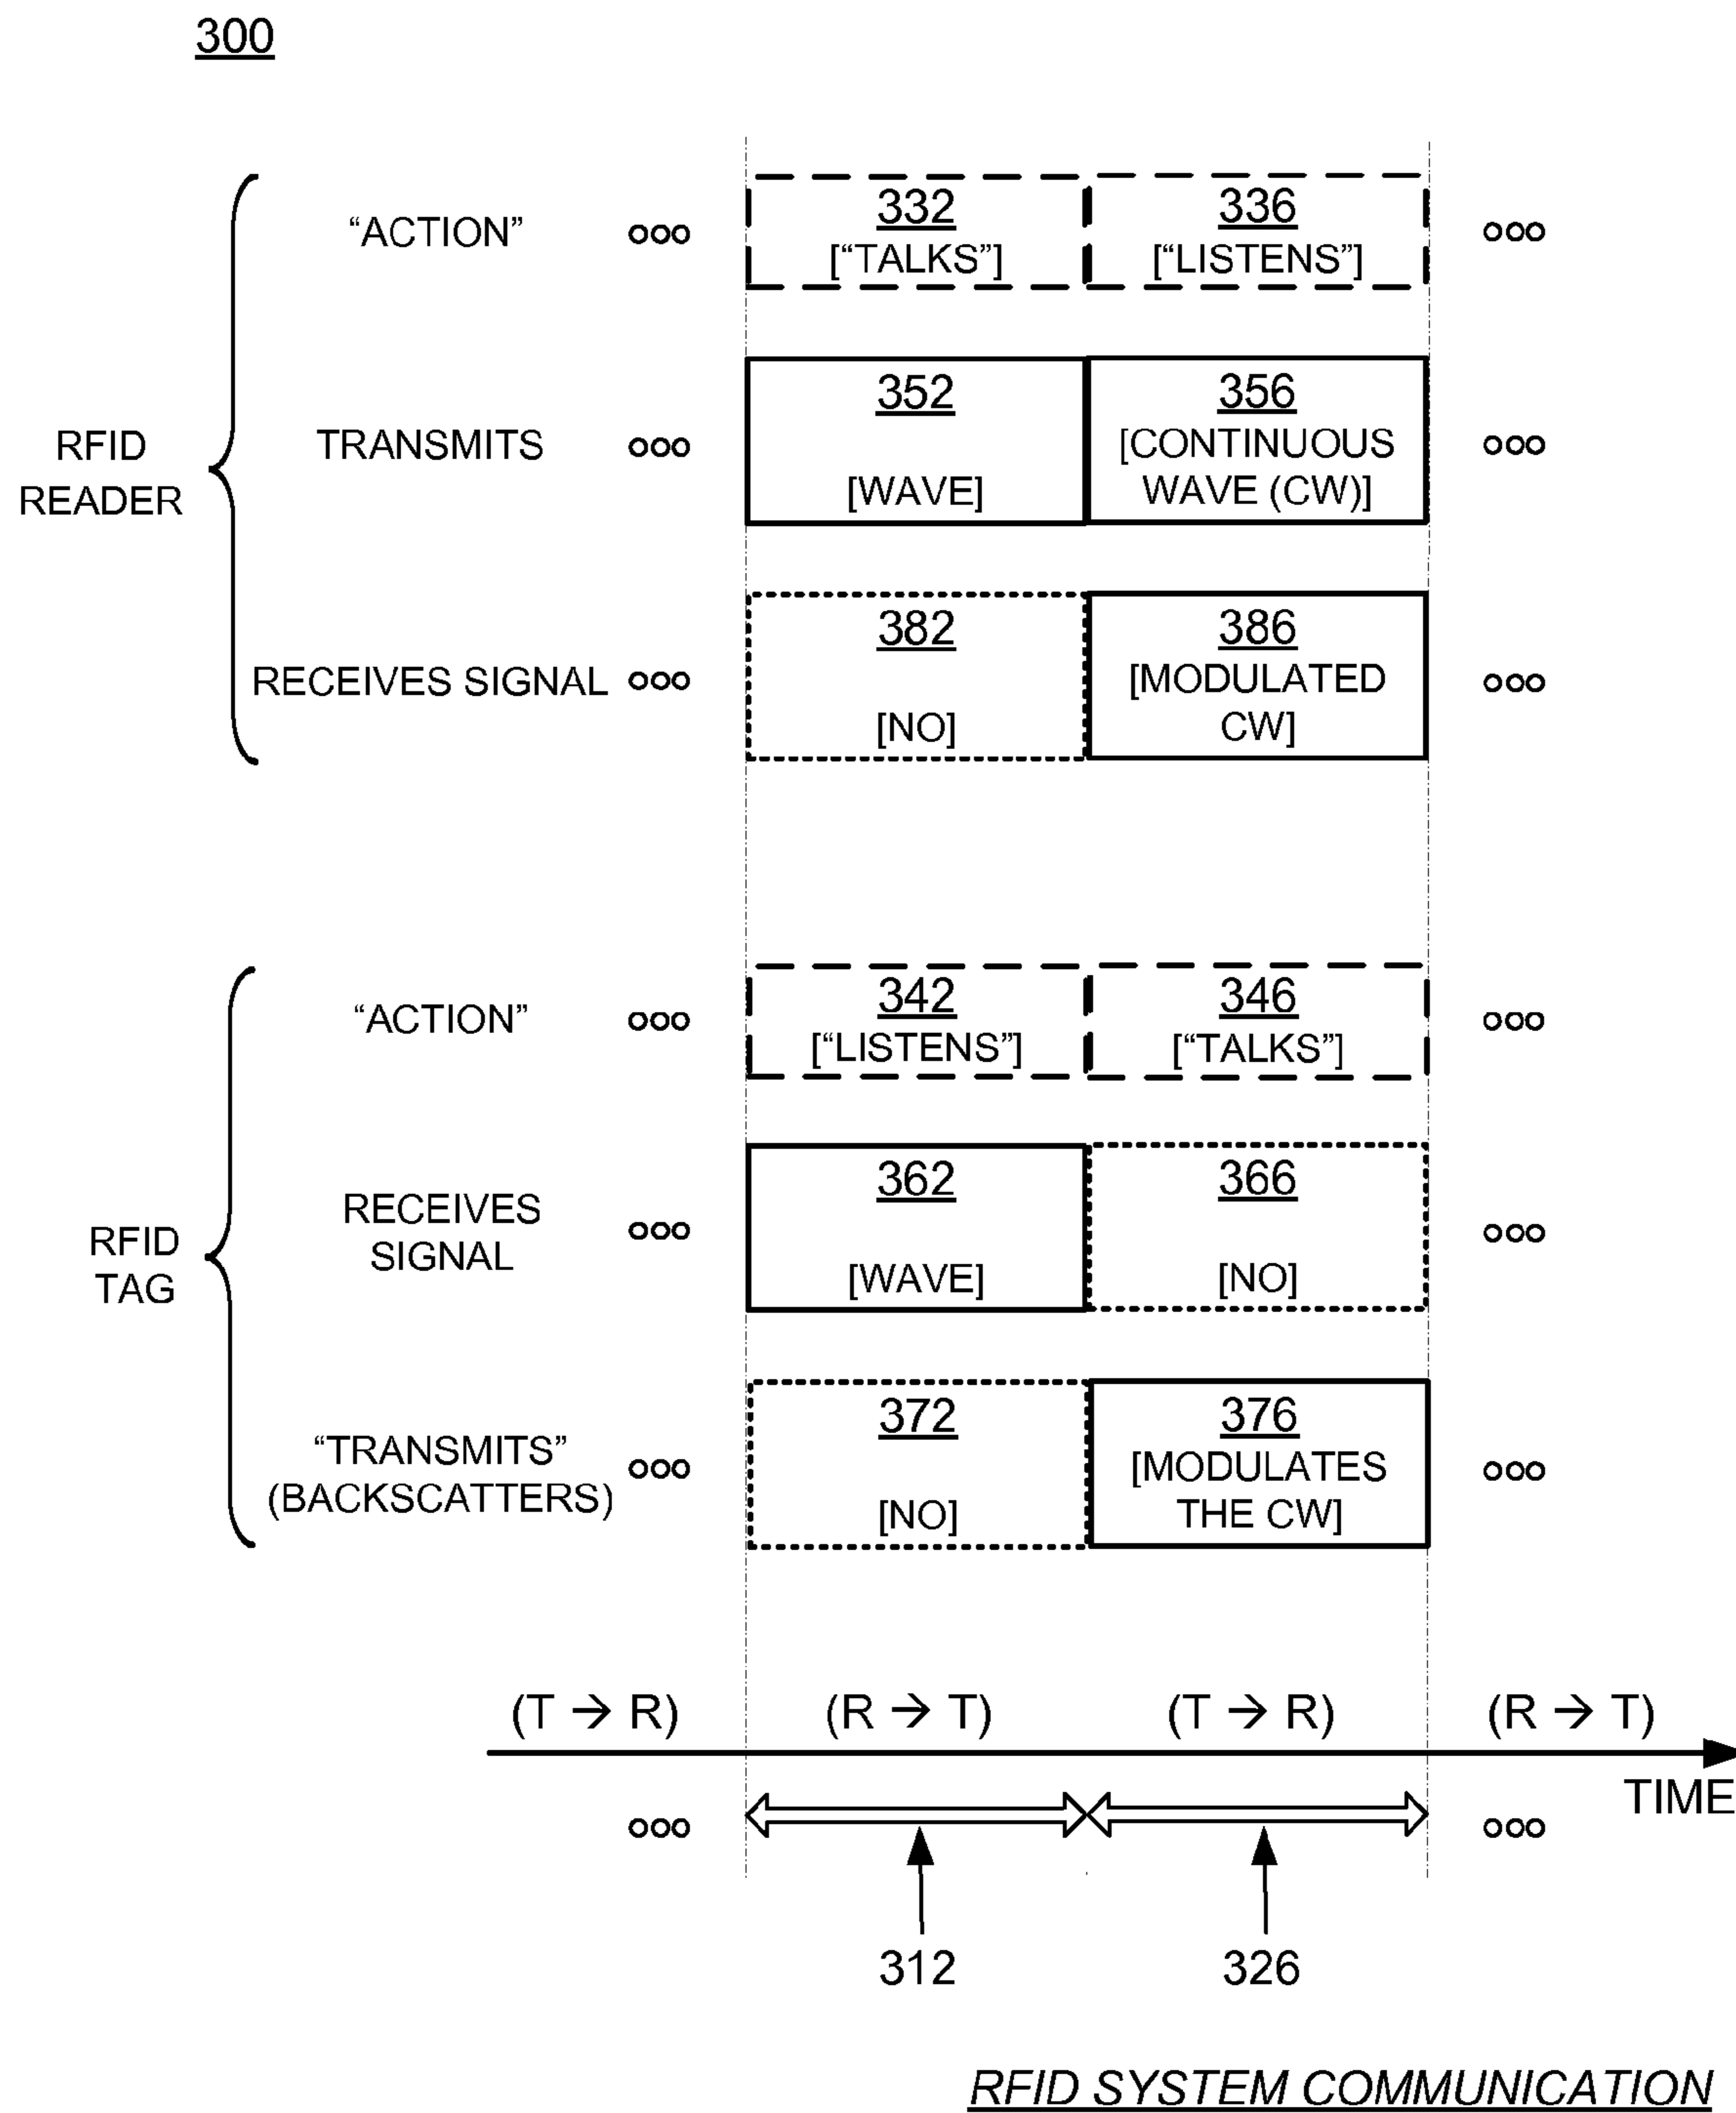 300
RFID
READER
“ACTION”
ooo
332
[“TALKS”]
336
[“LISTENS”]
ooo
TRANSMITS
ooo
352
[WAVE]
356
[CONTINUOUS
WAVE (CW)]
ooo
RECEIVES SIGNAL
ooo
382
[NO]
386
[MODULATED
CW]
ooo
RFID
TAG
“ACTION”
ooo
342
[“LISTENS”]
346
[“TALKS”]
ooo
RECEIVES
SIGNAL
ooo
362
[WAVE]
366
[NO]
ooo
“TRANSMITS”
(BACKSCATTERS)
ooo
372
[NO]
376
[MODULATES
THE CW]
ooo
(T → R)
(R → T)
(T → R)
(R → T)
TIME
ooo
ooo
312
326
RFID SYSTEM COMMUNICATION